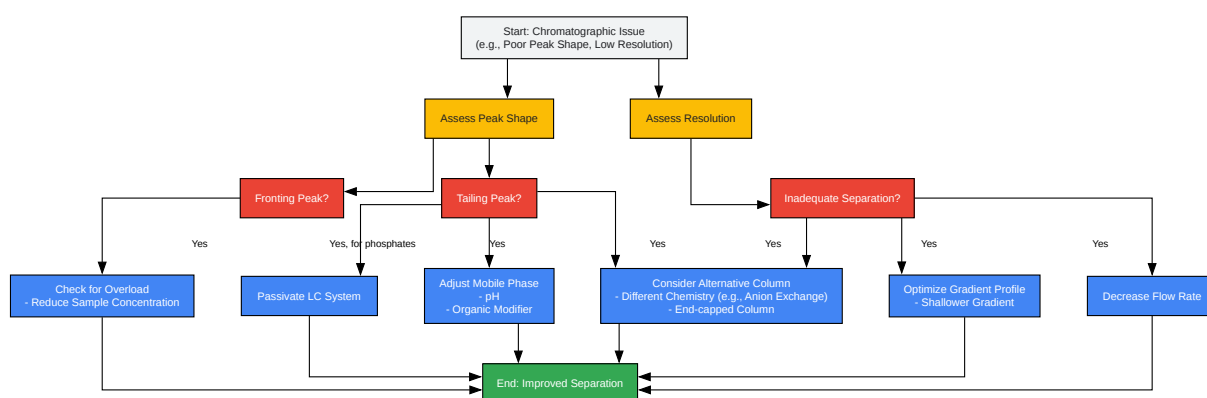 Start: Chromatographic Issue
(e.g., Poor Peak Shape, Low Resolution)
Assess Peak Shape
Assess Resolution
Fronting Peak?
Tailing Peak?
Inadequate Separation?
Yes
Yes, for phosphates
Yes
Yes
Yes
Yes
Yes
Check for Overload
- Reduce Sample Concentration
Passivate LC System
Adjust Mobile Phase
- pH
- Organic Modifier
Consider Alternative Column
- Different Chemistry (e.g., Anion Exchange)
- End-capped Column
Optimize Gradient Profile
- Shallower Gradient
Decrease Flow Rate
End: Improved Separation